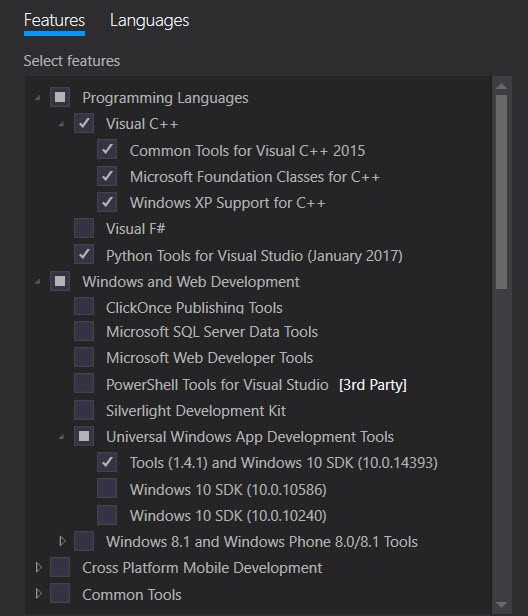 Features Languages
Select features
Programming Languages
Visual C++
Common Tools for Visual C++ 2015
Microsoft Foundation Classes for C++
Windows XP Support for C++
Visual F#
Python Tools for Visual Studio (January 2017)
Windows and Web Development
ClickOnce Publishing Tools
Microsoft SQL Server Data Tools
Microsoft Web Developer Tools
PowerShell Tools for Visual Studio [3rd Party]
Silverlight Development Kit
Universal Windows App Development Tools
Tools (1.4.1) and Windows 10 SDK (10.0.14393)
Windows 10 SDK (10.0.10586)
Windows 10 SDK (10.0.10240)
Windows 8.1 and Windows Phone 8.0/8.1 Tools
Cross Platform Mobile Development
Common Tools